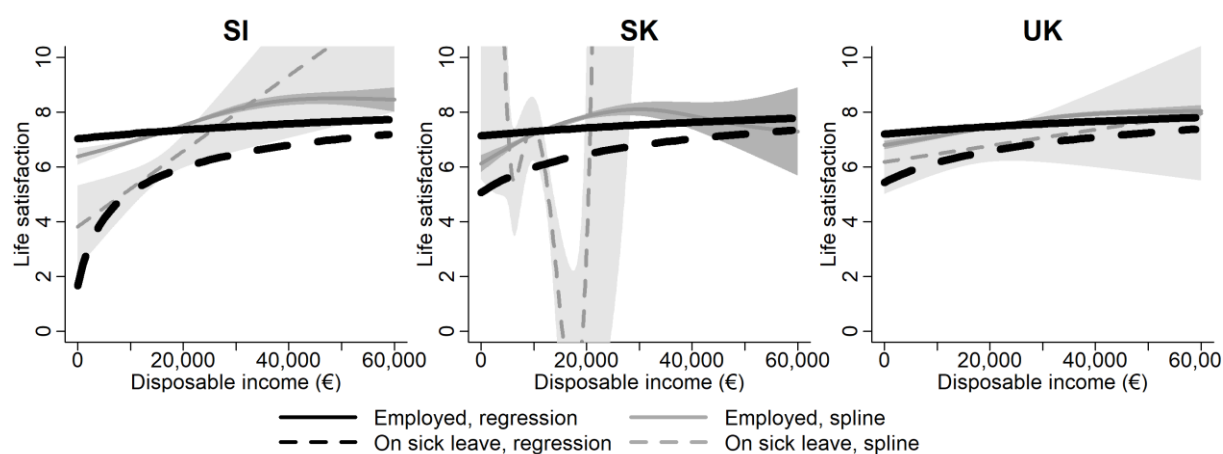 SI
SK
UK
Life satisfaction
0
2
4
6
8
10
0
20,000
40,000
60,000
Disposable income (€)
Life satisfaction
0
2
4
6
8
10
0
20,000
40,000
60,000
Disposable income (€)
Life satisfaction
0
2
4
6
8
10
0
20,000
40,000
60,000
Disposable income (€)
Employed, regression
Employed, spline
On sick leave, regression
On sick leave, spline